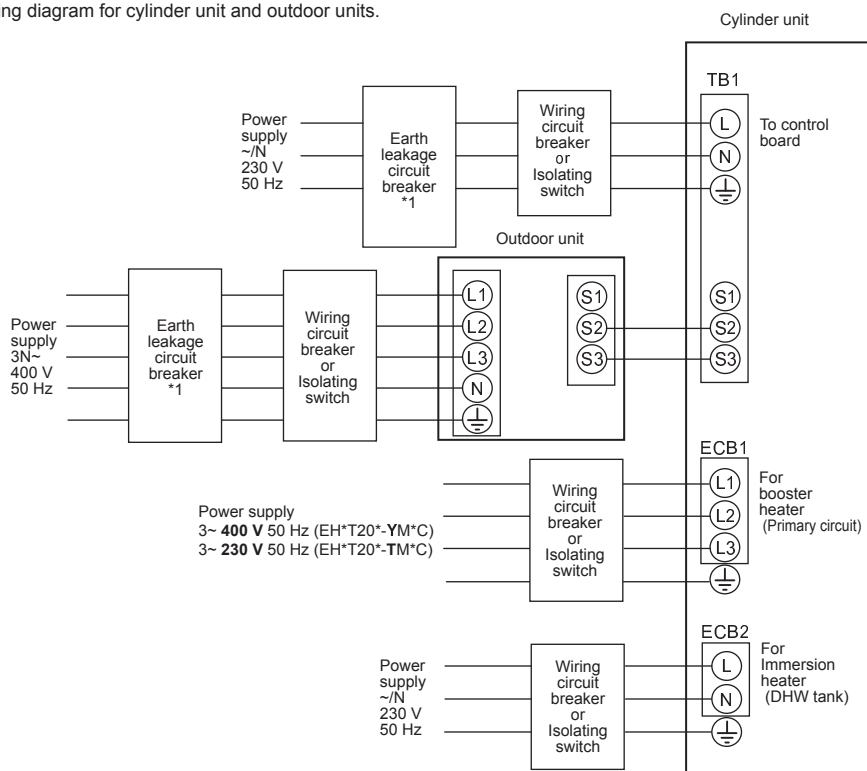 ing diagram for cylinder unit and outdoor units.
Cylinder unit
TB1
Power
supply
~/N
230 V
50 Hz
Earth
leakage
circuit
breaker
*1
Wiring
circuit
breaker
or
Isolating
switch
L
N
To control
board
Outdoor unit
Power
supply
3N~
400 V
50 Hz
Earth
leakage
circuit
breaker
*1
Wiring
circuit
breaker
or
Isolating
switch
L1
L2
L3
N
S1
S2
S3
S1
S2
S3
ECB1
Power supply
3~ 400 V 50 Hz (EH*T20*-YM*C)
3~ 230 V 50 Hz (EH*T20*-TM*C)
Wiring
circuit
breaker
or
Isolating
switch
L1
L2
L3
For
booster
heater
(Primary circuit)
ECB2
Power
supply
~/N
230 V
50 Hz
Wiring
circuit
breaker
or
Isolating
switch
L
N
For
Immersion
heater
(DHW tank)